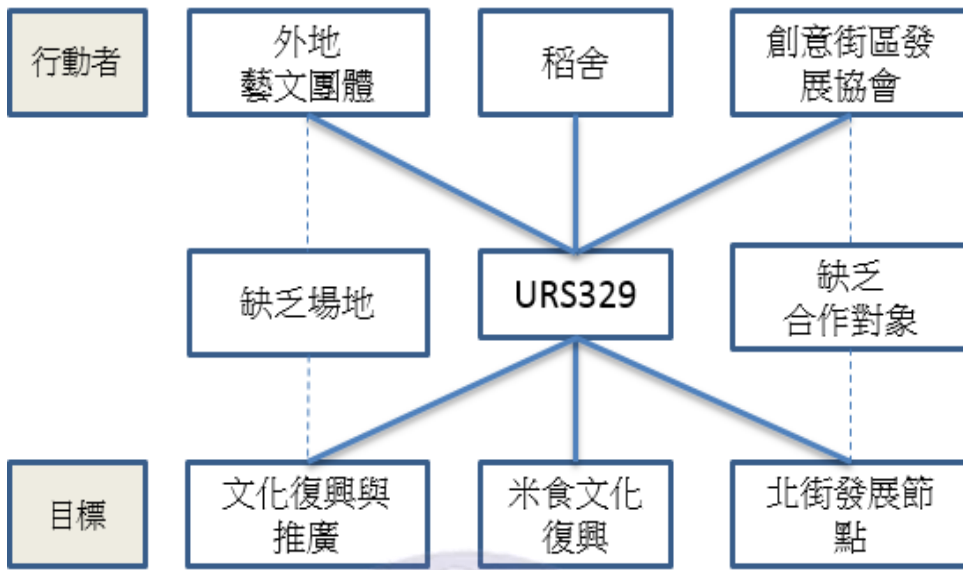 行動者
外地
藝文團體
稻舍
創意街區發
展協會
缺乏場地
URS329
缺乏
合作對象
目標
文化復興與
推廣
米食文化
復興
北街發展節
點